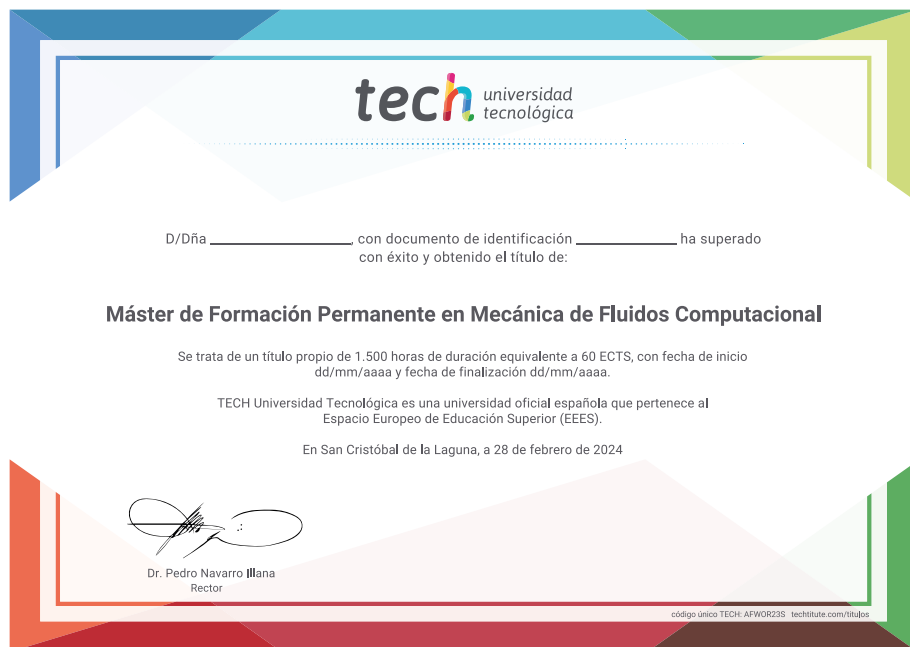 tech universidad
tecnológica
D/Dña ________________, con documento de identificación ____________ ha superado
con éxito y obtenido el título de:
Máster de Formación Permanente en Mecánica de Fluidos Computacional
Se trata de un título propio de 1.500 horas de duración equivalente a 60 ECTS, con fecha de inicio
dd/mm/aaaa y fecha de finalización dd/mm/aaaa.
TECH Universidad Tecnológica es una universidad oficial española que pertenece al
Espacio Europeo de Educación Superior (EEES).
En San Cristóbal de la Laguna, a 28 de febrero de 2024
Dr. Pedro Navarro Illana
Rector
código único TECH: AFWOR23S techtitute.com/titulos